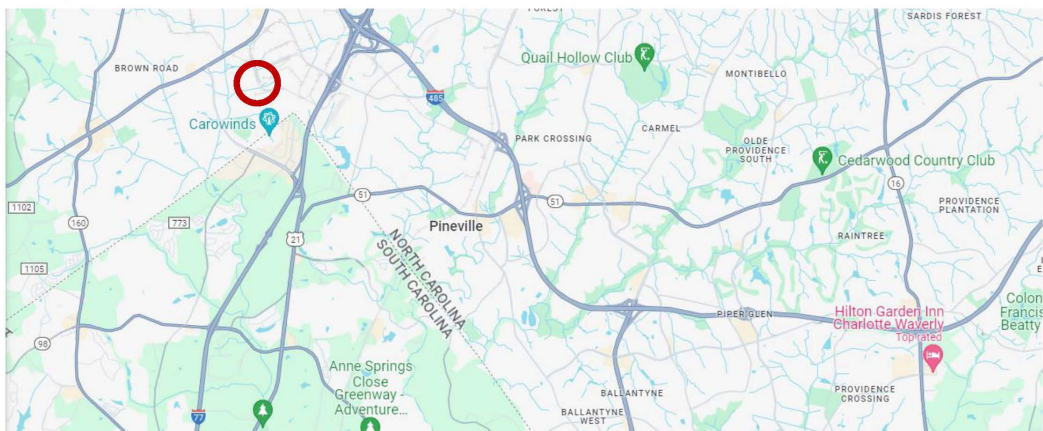 SARDIS FOREST
Quail Hollow Club
BROWN ROAD
MONTIBELLO
485
Carowinds
PARK CROSSING
CARMEL
OLDE
PROVIDENCE
SOUTH
Cedarwood Country Club
16
51
51
1102
160
773
PROVIDENCE
PLANTATION
Pineville
21
RAINTREE
NORTH CAROLINA
SOUTH CAROLINA
1105
Colon
Francis
Beatty
Hilton Garden Inn
Charlotte Waverly
Top rated
PIPER GLEN
98
Anne Springs
Close
Greenway -
Adventure...
77
BALLANTYNE
BALLANTYNE
WEST
PROVIDENCE
CROSSING